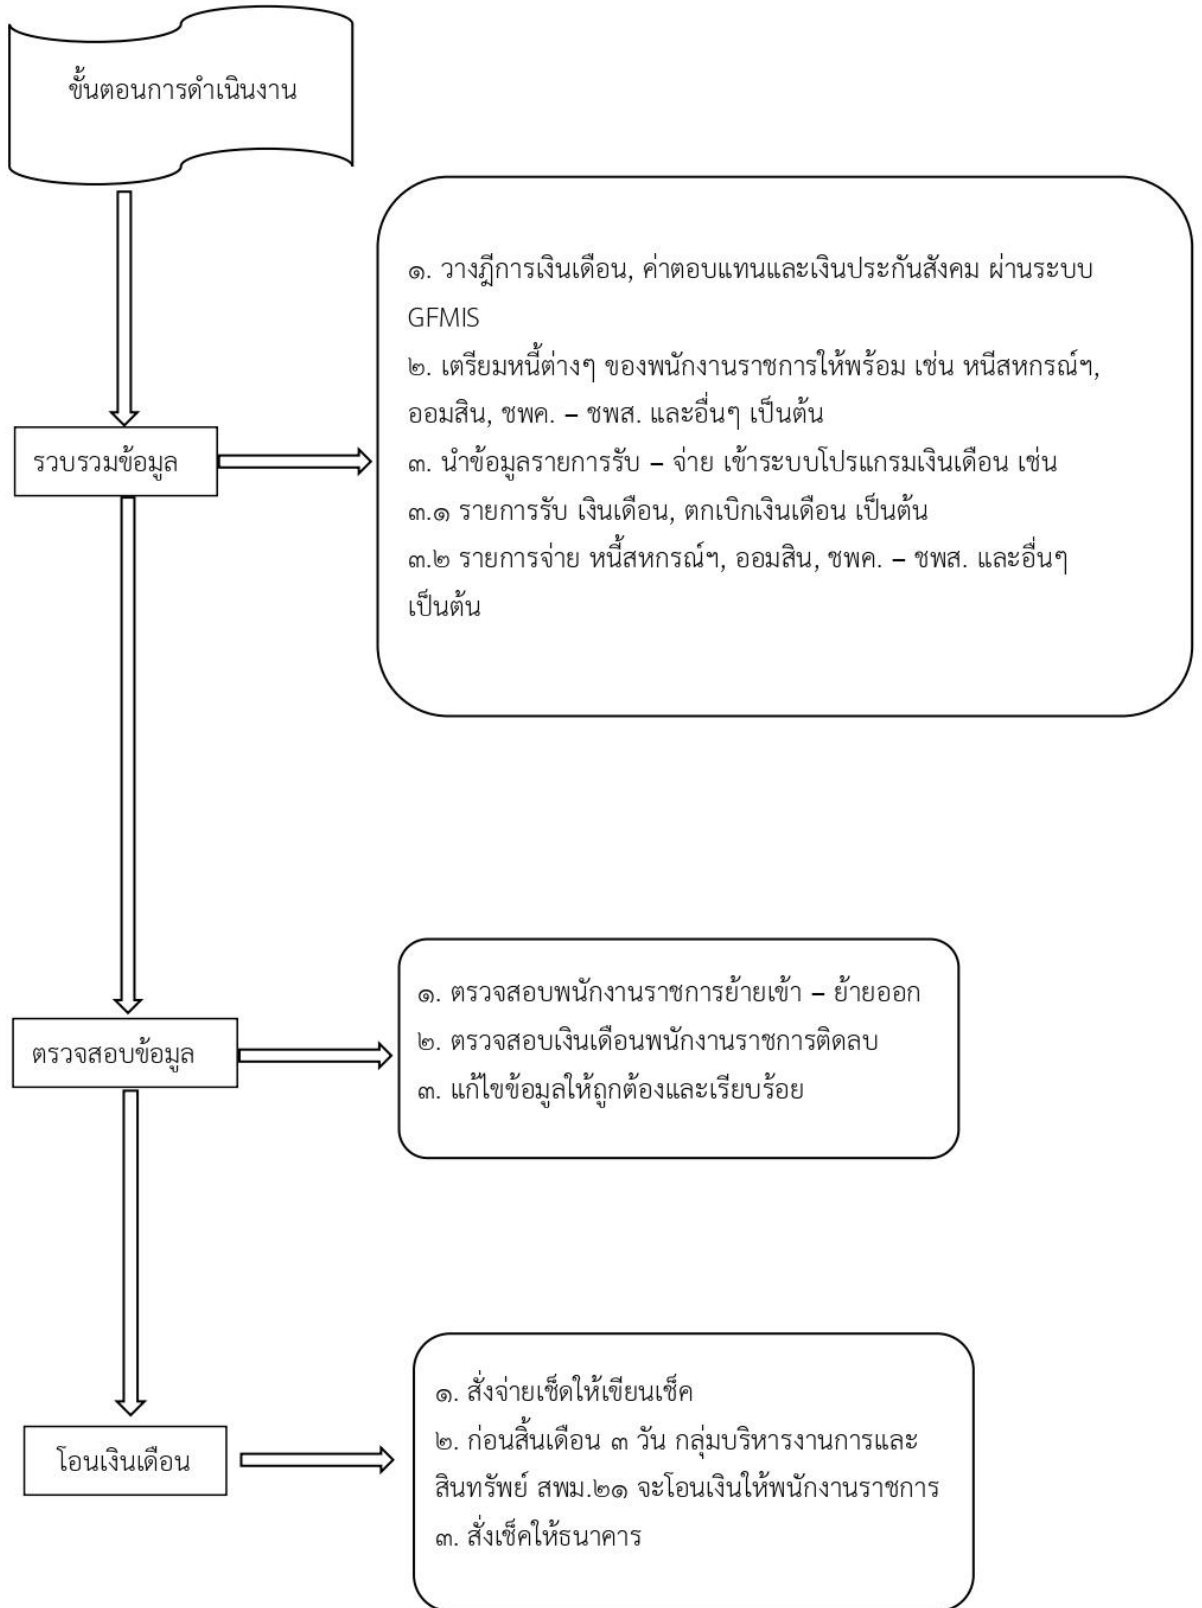 ขั้นตอนการดำเนินงาน
รวบรวมข้อมูล
๑. วางฎีการเงินเดือน, ค่าตอบแทนและเงินประกันสังคม ผ่านระบบ
GFMIS
๒. เตรียมหนี้ต่างๆ ของพนักงานราชการให้พร้อม เช่น หนีสหกรณ์ฯ,
ออมสิน, ชพค. – ชพส. และอื่นๆ เป็นต้น
๓. นำข้อมูลรายการรับ – จ่าย เข้าระบบโปรแกรมเงินเดือน เช่น
๓.๑ รายการรับ เงินเดือน, ตกเบิกเงินเดือน เป็นต้น
๓.๒ รายการจ่าย หนี้สหกรณ์ฯ, ออมสิน, ชพค. – ชพส. และอื่นๆ
เป็นต้น
ตรวจสอบข้อมูล
๑. ตรวจสอบพนักงานราชการย้ายเข้า – ย้ายออก
๒. ตรวจสอบเงินเดือนพนักงานราชการติดลบ
๓. แก้ไขข้อมูลให้ถูกต้องและเรียบร้อย
โอนเงินเดือน
๑. สั่งจ่ายเช็ดให้เขียนเช็ค
๒. ก่อนสิ้นเดือน ๓ วัน กลุ่มบริหารงานการและ
สินทรัพย์ สพม.๒๑ จะโอนเงินให้พนักงานราชการ
๓. สั่งเช็คให้ธนาคาร